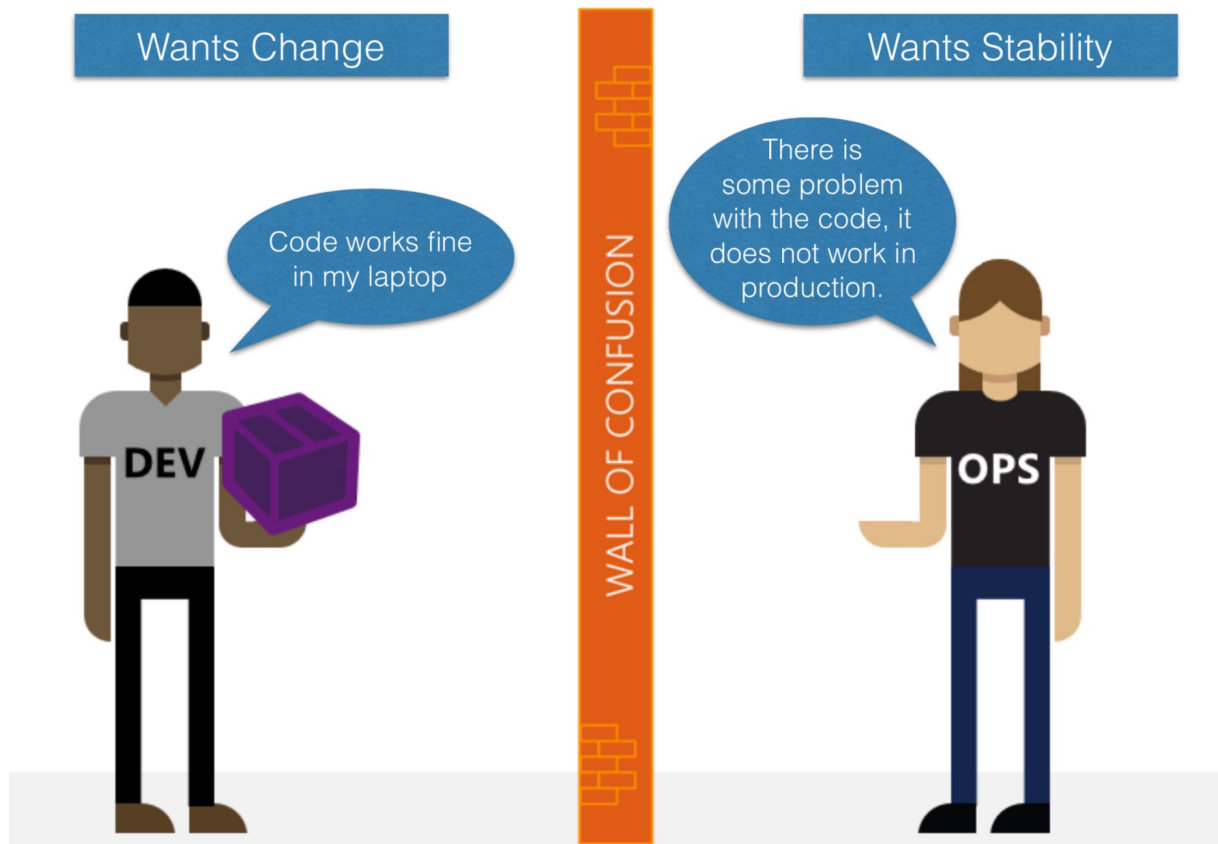 Wants Change
Wants Stability
Code works fine
in my laptop
There is
some problem
with the code, it
does not work in
production.
WALL OF CONFUSION
DEV
OPS